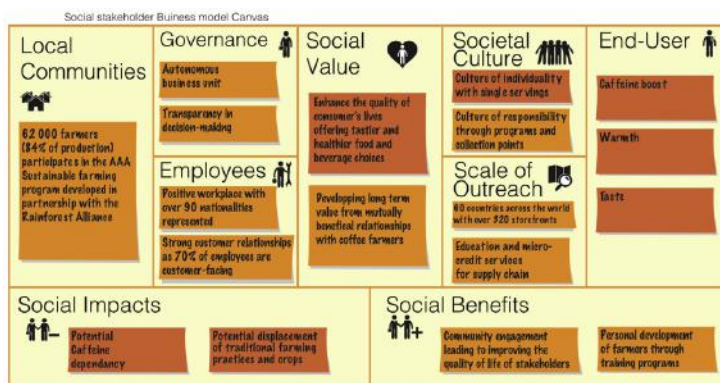 Social stakeholder Buiness model Canvas
Local
Communities
62 000 farmers
(84% of production)
participates in the AAA
Sustainable farming
program developed in
partnership with the
Rainforest Alliance
Governance
Autonomous
business unit
Transparency in
decision-making
Employees
Positive workplace with
over 90 nationalities
represented
Strong customer relationships
as 70% of employees are
customer-facing
Social
Value
Enhance the quality of
consumer's lives
offering tastier and
healthier food and
beverage choices
Developping long term
value from mutually
benefical relationships
with coffee farmers
Societal
Culture
Culture of individuality
with single servings
Culture of responsibility
through programs and
collection points
Scale of
Outreach
60 countries across the world
with over 320 storefronts
Education and micro-
credit services
for supply chain
End-User
Caffeine boost
Warmth
Taste
Social Impacts
Potential
Caffeine
dependancy
Potential displacement
of traditional farming
practices and crops
Social Benefits
Community engagement
leading to improving the
quality of life of stakeholders
Personal development
of farmers through
training programs